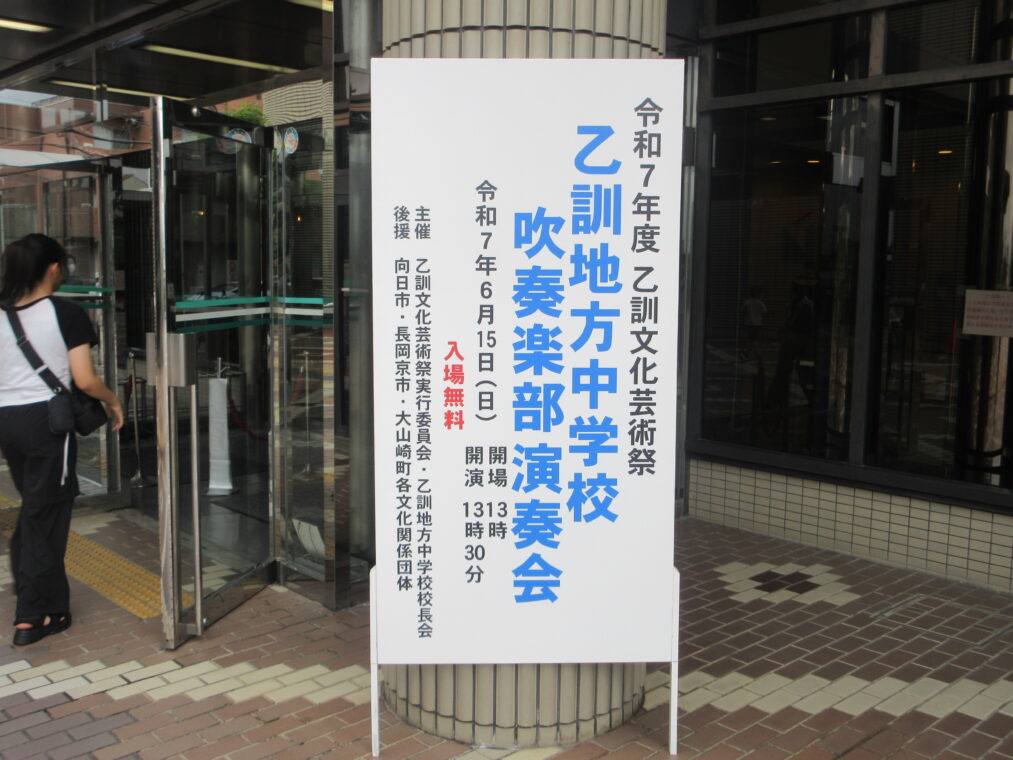 令和7年度 乙訓文化芸術祭
乙訓地方中学校
吹奏楽部 演奏会
令和7年6月15日(日) 開場 13時
開演 13時30分
入場無料
主催 乙訓文化芸術祭実行委員会・乙訓地方中学校校長会
後援 向日市・長岡京市・大山崎町各文化関係団体